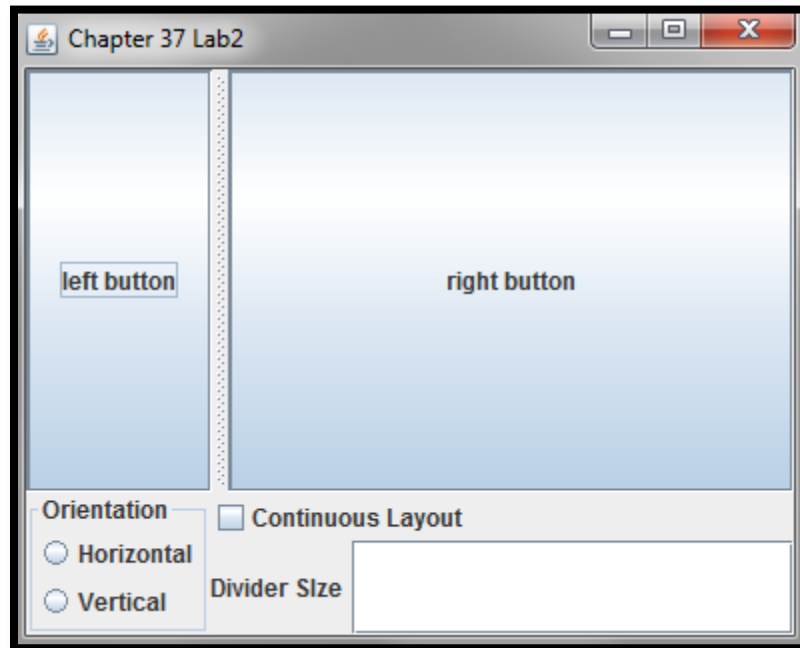 Chapter 37 Lab2
left button
right button
Orientation
Continuous Layout
Horizontal
Divider SIze
Vertical